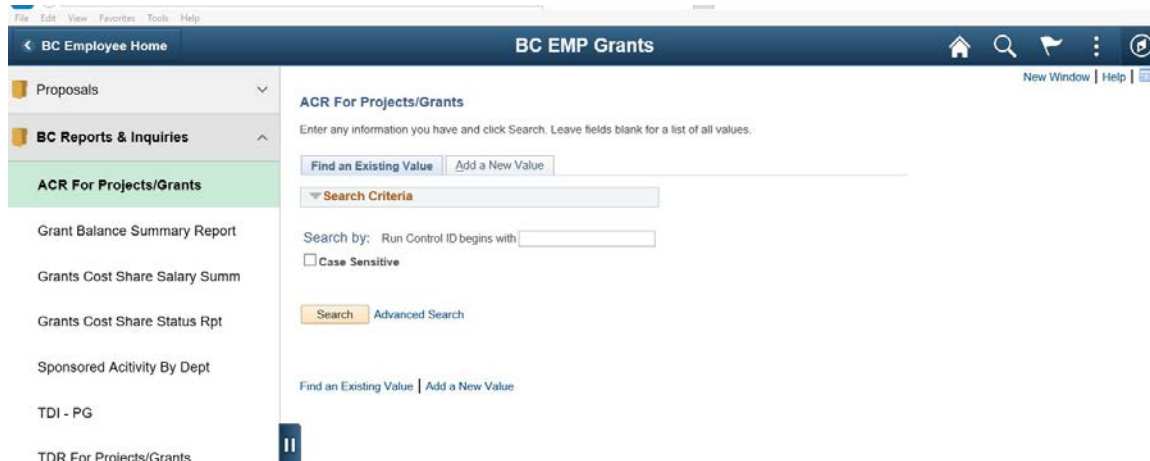 File Edit View Favorites Tools Help
BC Employee Home
BC EMP Grants
New Window | Help |
Proposals
BC Reports & Inquiries
ACR For Projects/Grants
Grant Balance Summary Report
Grants Cost Share Salary Summ
Grants Cost Share Status Rpt
Sponsored Acitivity By Dept
TDI - PG
TDR For Projects/Grants
ACR For Projects/Grants
Enter any information you have and click Search. Leave fields blank for a list of all values.
Find an Existing Value Add a New Value
Search Criteria
Search by: Run Control ID begins with
Case Sensitive
Search Advanced Search
Find an Existing Value | Add a New Value